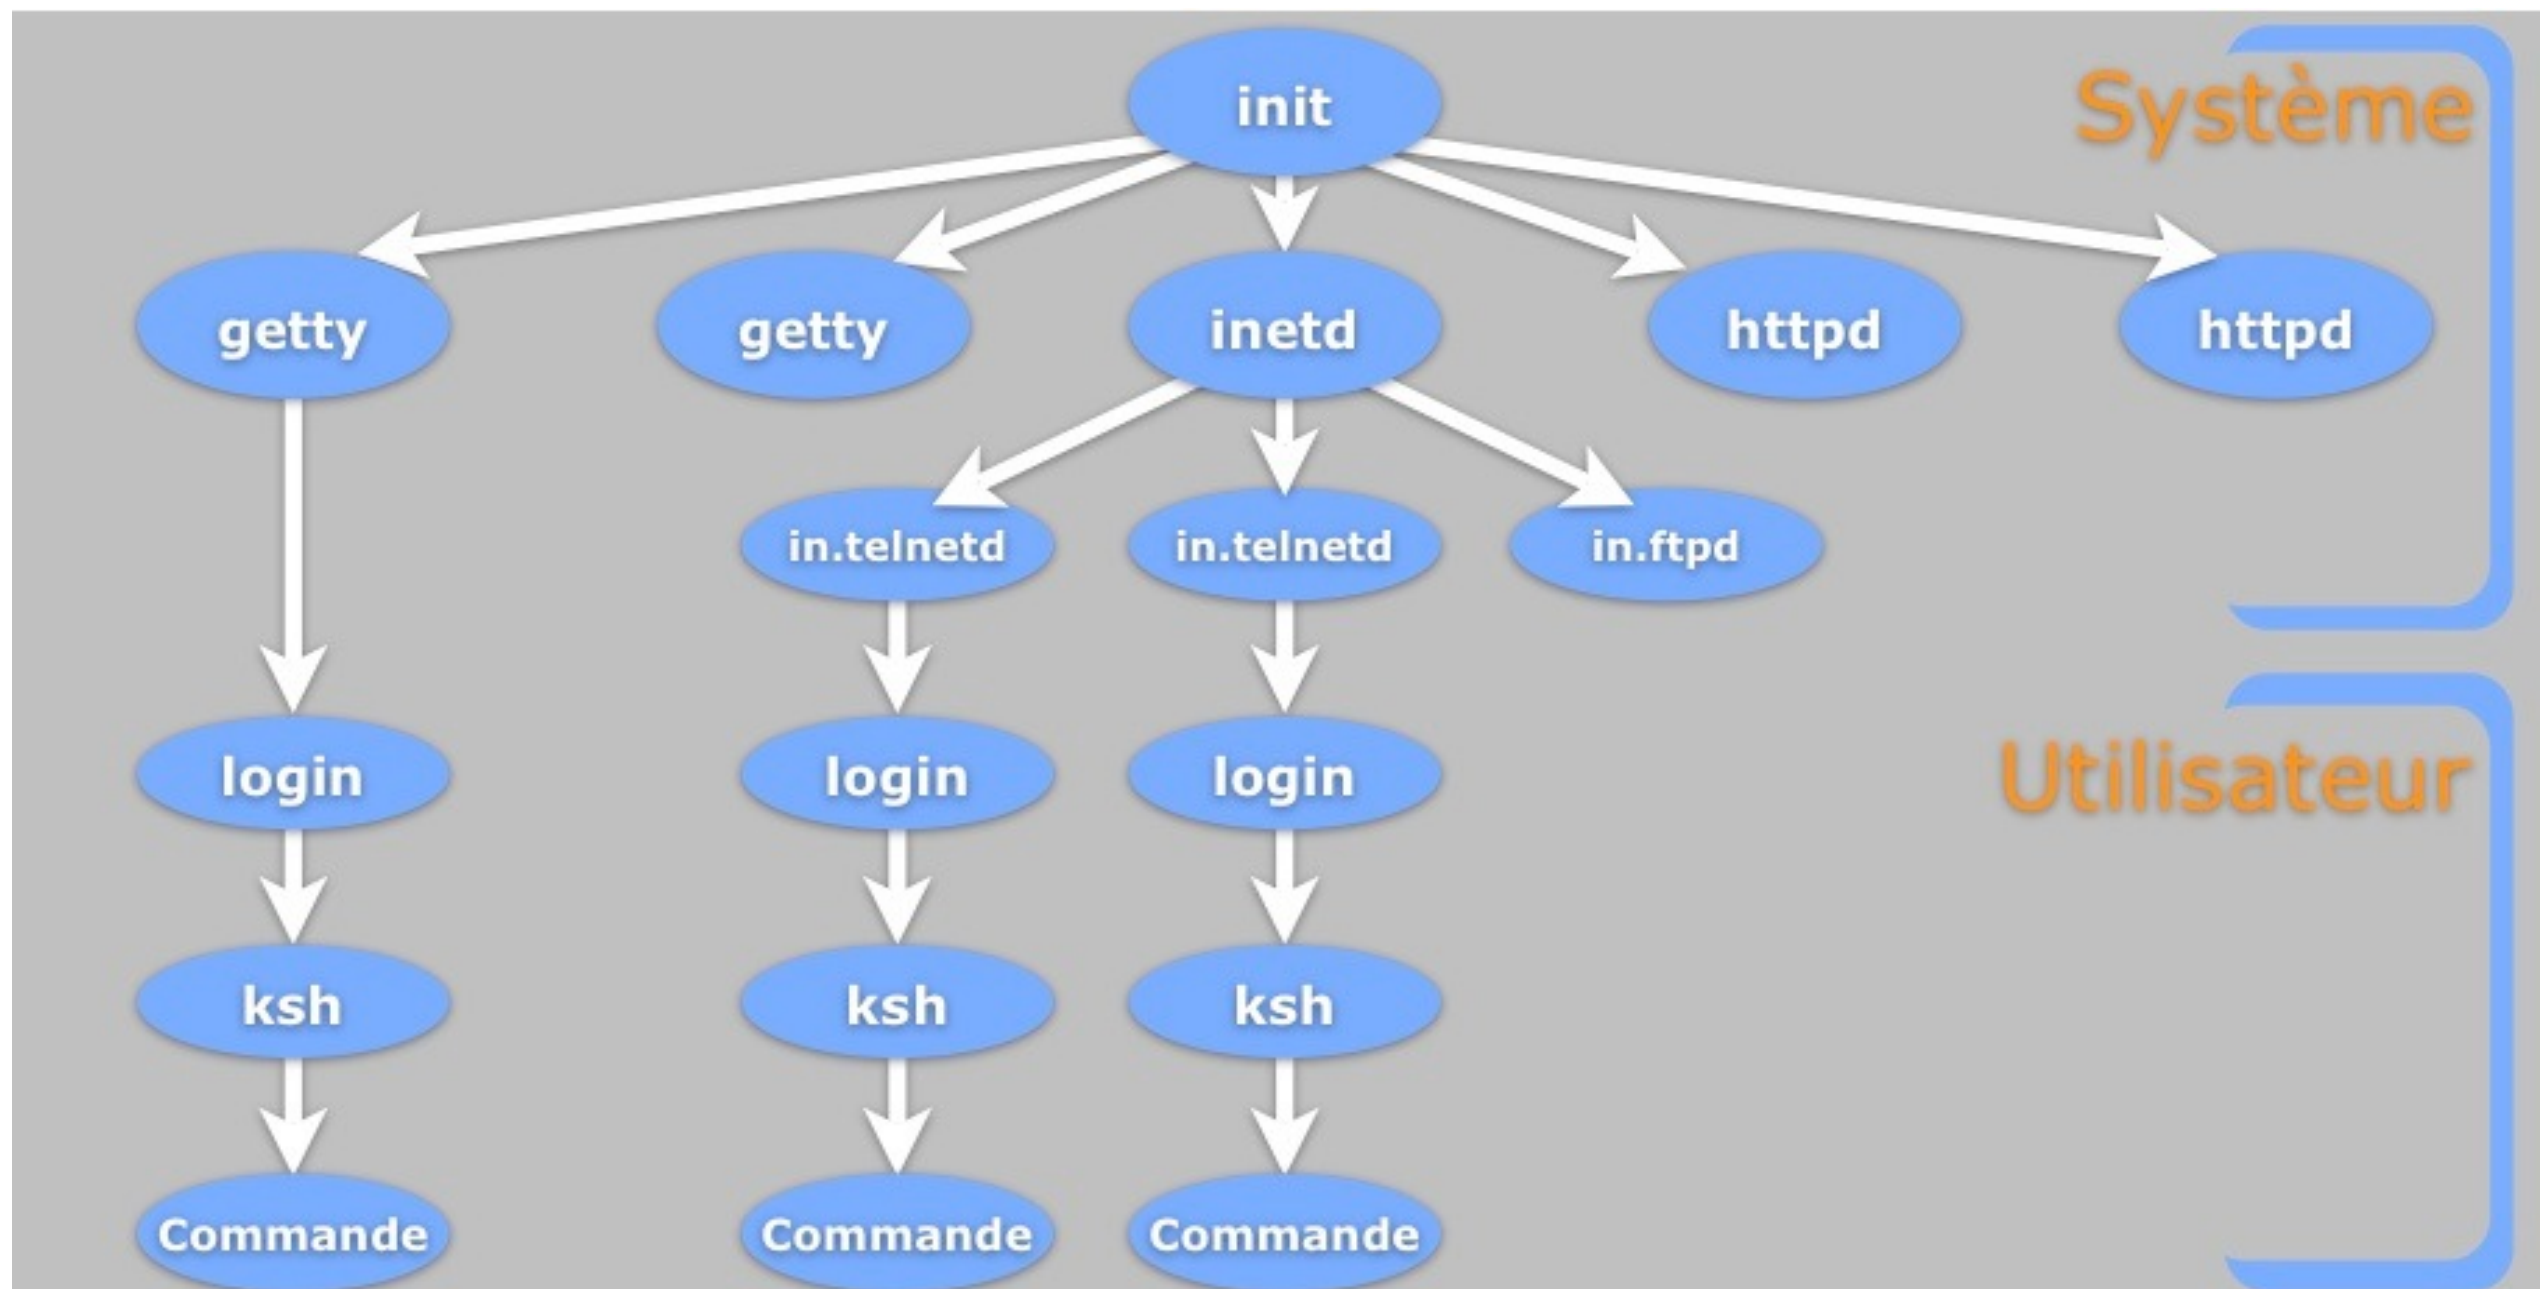 init
Système
getty
getty
inetd
httpd
httpd
in.telnetd
in.telnetd
in.ftpd
login
login
login
Utilisateur
ksh
ksh
ksh
Commande
Commande
Commande